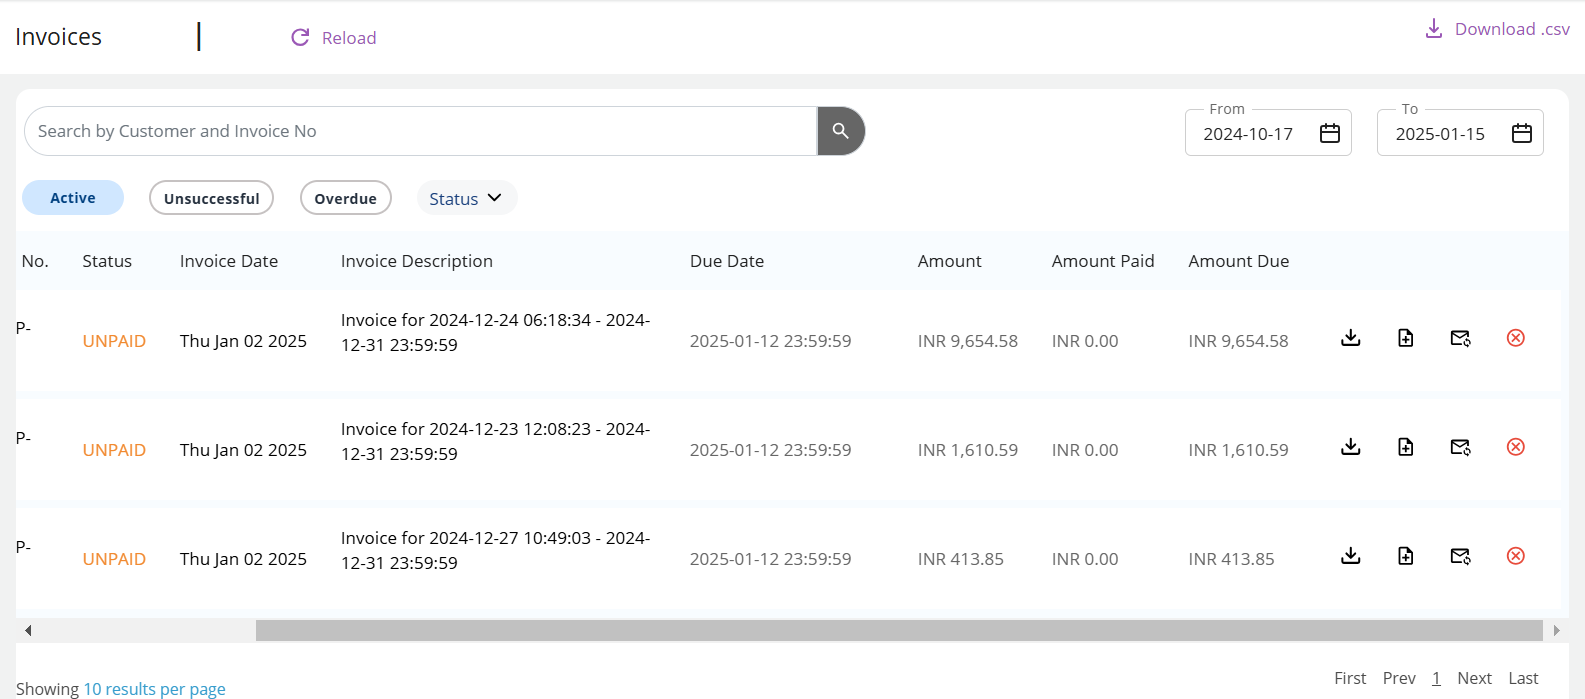 Invoices
Reload
Download .csv
Search by Customer and Invoice No
From
2024-10-17
To
2025-01-15
Active
Unsuccessful
Overdue
Status
No. Status Invoice Date Invoice Description Due Date Amount Amount Paid Amount Due
P-
UNPAID Thu Jan 02 2025
Invoice for 2024-12-24 06:18:34 - 2024-
12-31 23:59:59
2025-01-12 23:59:59 INR 9,654.58 INR 0.00 INR 9,654.58
P-
UNPAID Thu Jan 02 2025
Invoice for 2024-12-23 12:08:23 - 2024-
12-31 23:59:59
2025-01-12 23:59:59 INR 1,610.59 INR 0.00 INR 1,610.59
P-
UNPAID Thu Jan 02 2025
Invoice for 2024-12-27 10:49:03 - 2024-
12-31 23:59:59
2025-01-12 23:59:59 INR 413.85 INR 0.00 INR 413.85
Showing 10 results per page
First Prev 1 Next Last